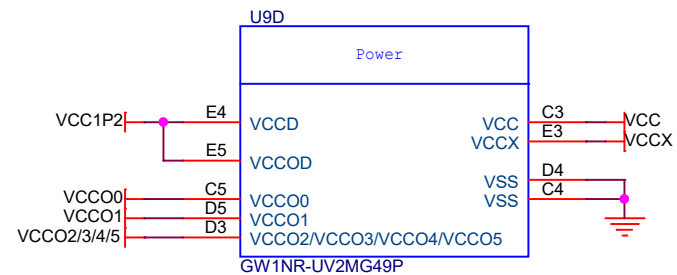 U9D
Power
VCC1P2 E4 VCCD
E5 VCCOD
VCCO0 C5 VCCO0
VCCO1 D5 VCCO1
VCCO2/3/4/5 D3 VCCO2/VCCO3/VCCO4/VCCO5
VCC C3 VCC
VCCX E3 VCCX
VSS D4
VSS C4
GW1NR-UV2MG49P